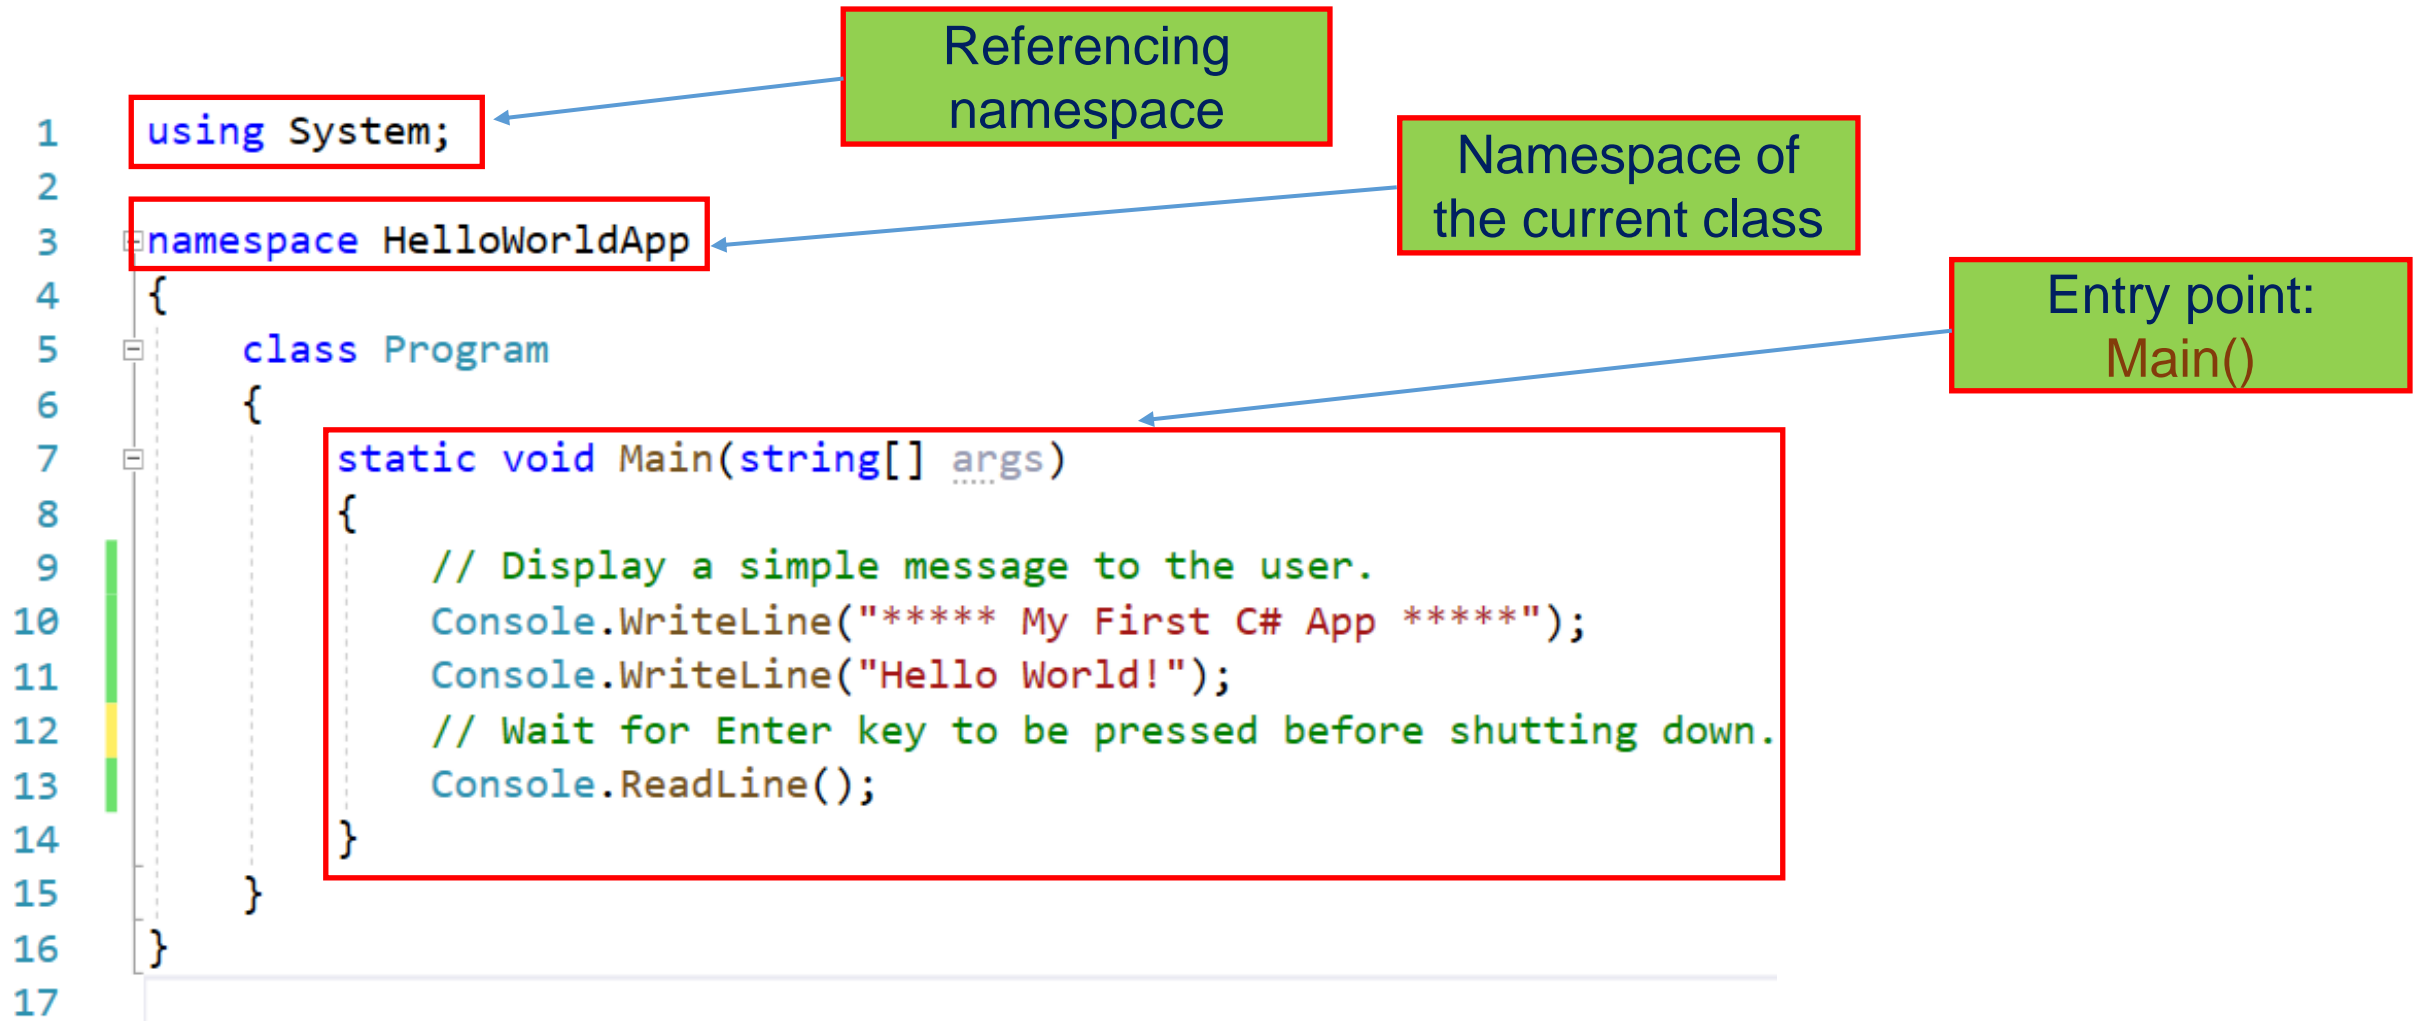 Referencing
namespace
1 using System;
Namespace of
the current class
2
3 namespace HelloWorldApp
4 {
Entry point:
Main()
5 class Program
6 {
7 static void Main(string[] args)
8 {
9 // Display a simple message to the user.
10 Console.WriteLine("***** My First C# App *****");
11 Console.WriteLine("Hello World!");
12 // Wait for Enter key to be pressed before shutting down.
13 Console.ReadLine();
14 }
15 }
16 }
17